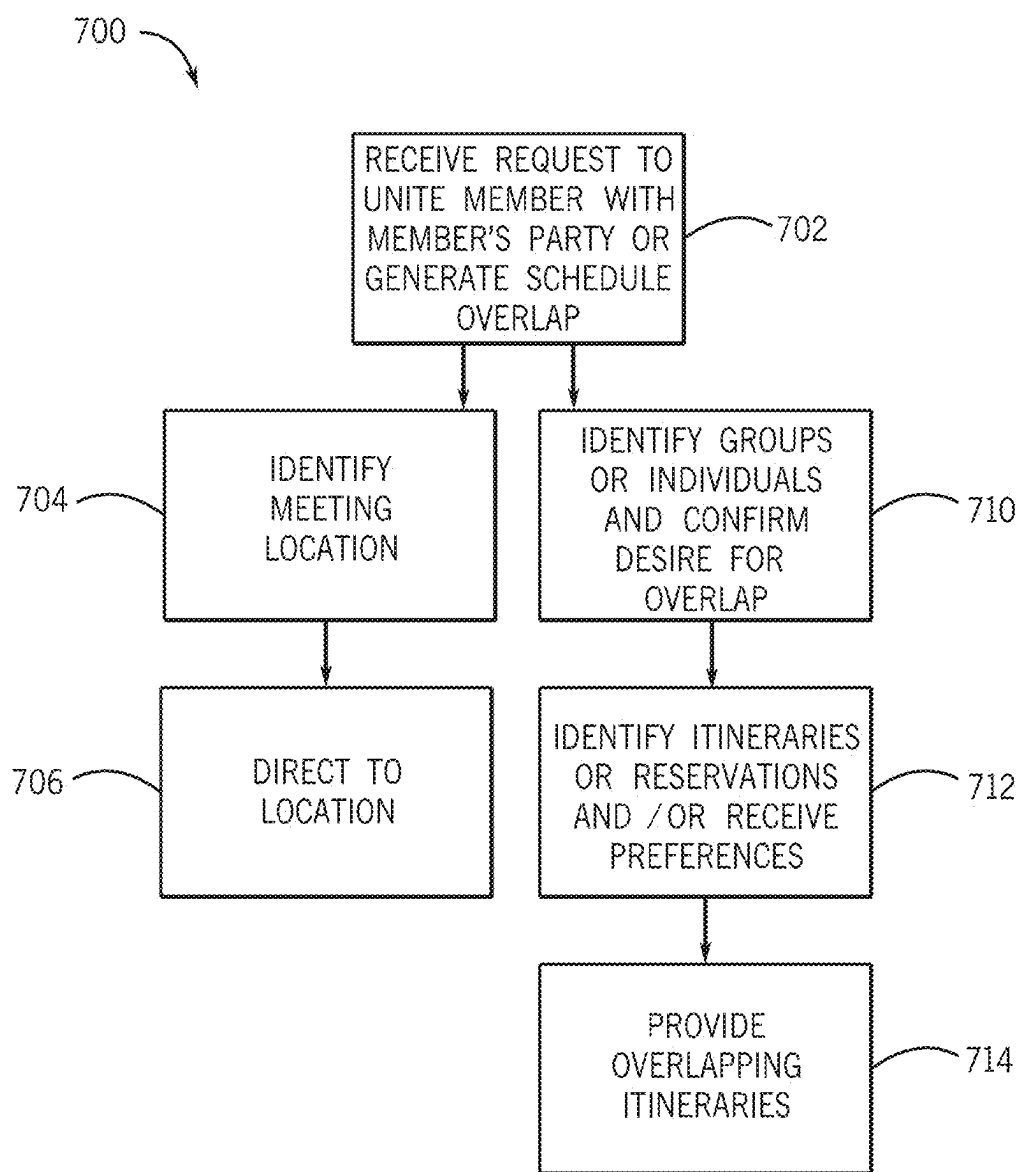 700
RECEIVE REQUEST TO
UNITE MEMBER WITH
MEMBER'S PARTY OR
GENERATE SCHEDULE
OVERLAP
702
IDENTIFY
MEETING
LOCATION
704
IDENTIFY GROUPS
OR INDIVIDUALS
AND CONFIRM
DESIRE FOR
OVERLAP
710
DIRECT TO
LOCATION
706
IDENTIFY ITINERARIES
OR RESERVATIONS
AND /OR RECEIVE
PREFERENCES
712
PROVIDE
OVERLAPPING
ITINERARIES
714